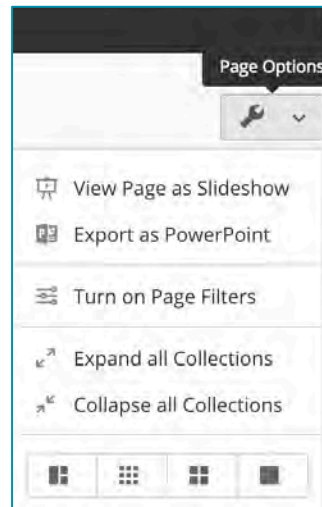 Page Options
View Page as Slideshow
Export as PowerPoint
Turn on Page Filters
Expand all Collections
Collapse all Collections